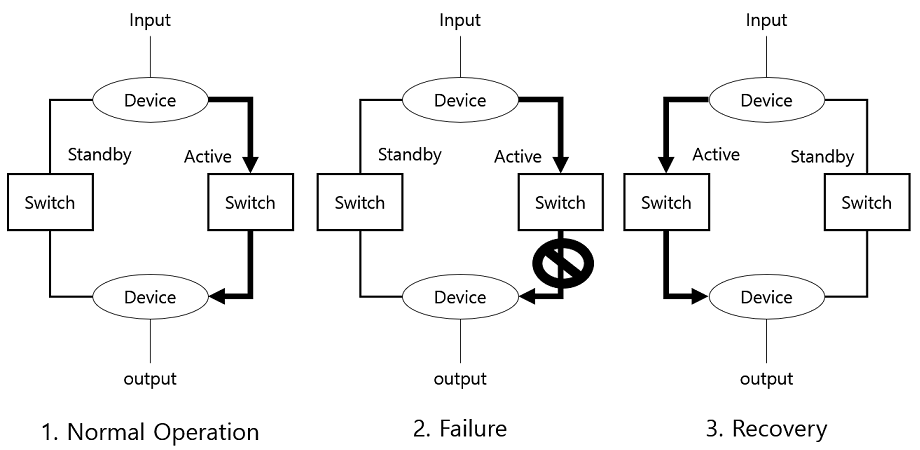 Input
Device
Standby
Active
Switch
Switch
Device
output
1. Normal Operation
Input
Device
Standby
Active
Switch
Switch
Device
output
2. Failure
Input
Device
Active
Standby
Switch
Switch
Device
output
3. Recovery